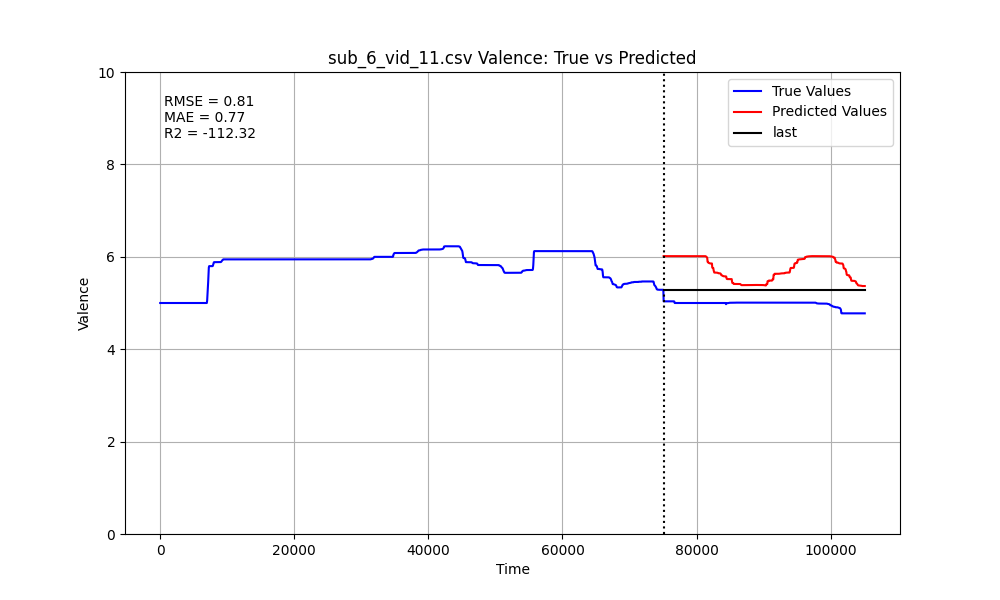 sub_6_vid_11.csv Valence: True vs Predicted
RMSE = 0.81
MAE = 0.77
R2 = -112.32
True Values
Predicted Values
last
10
8
6
4
2
0
Valence
0
20000
40000
60000
80000
100000
Time